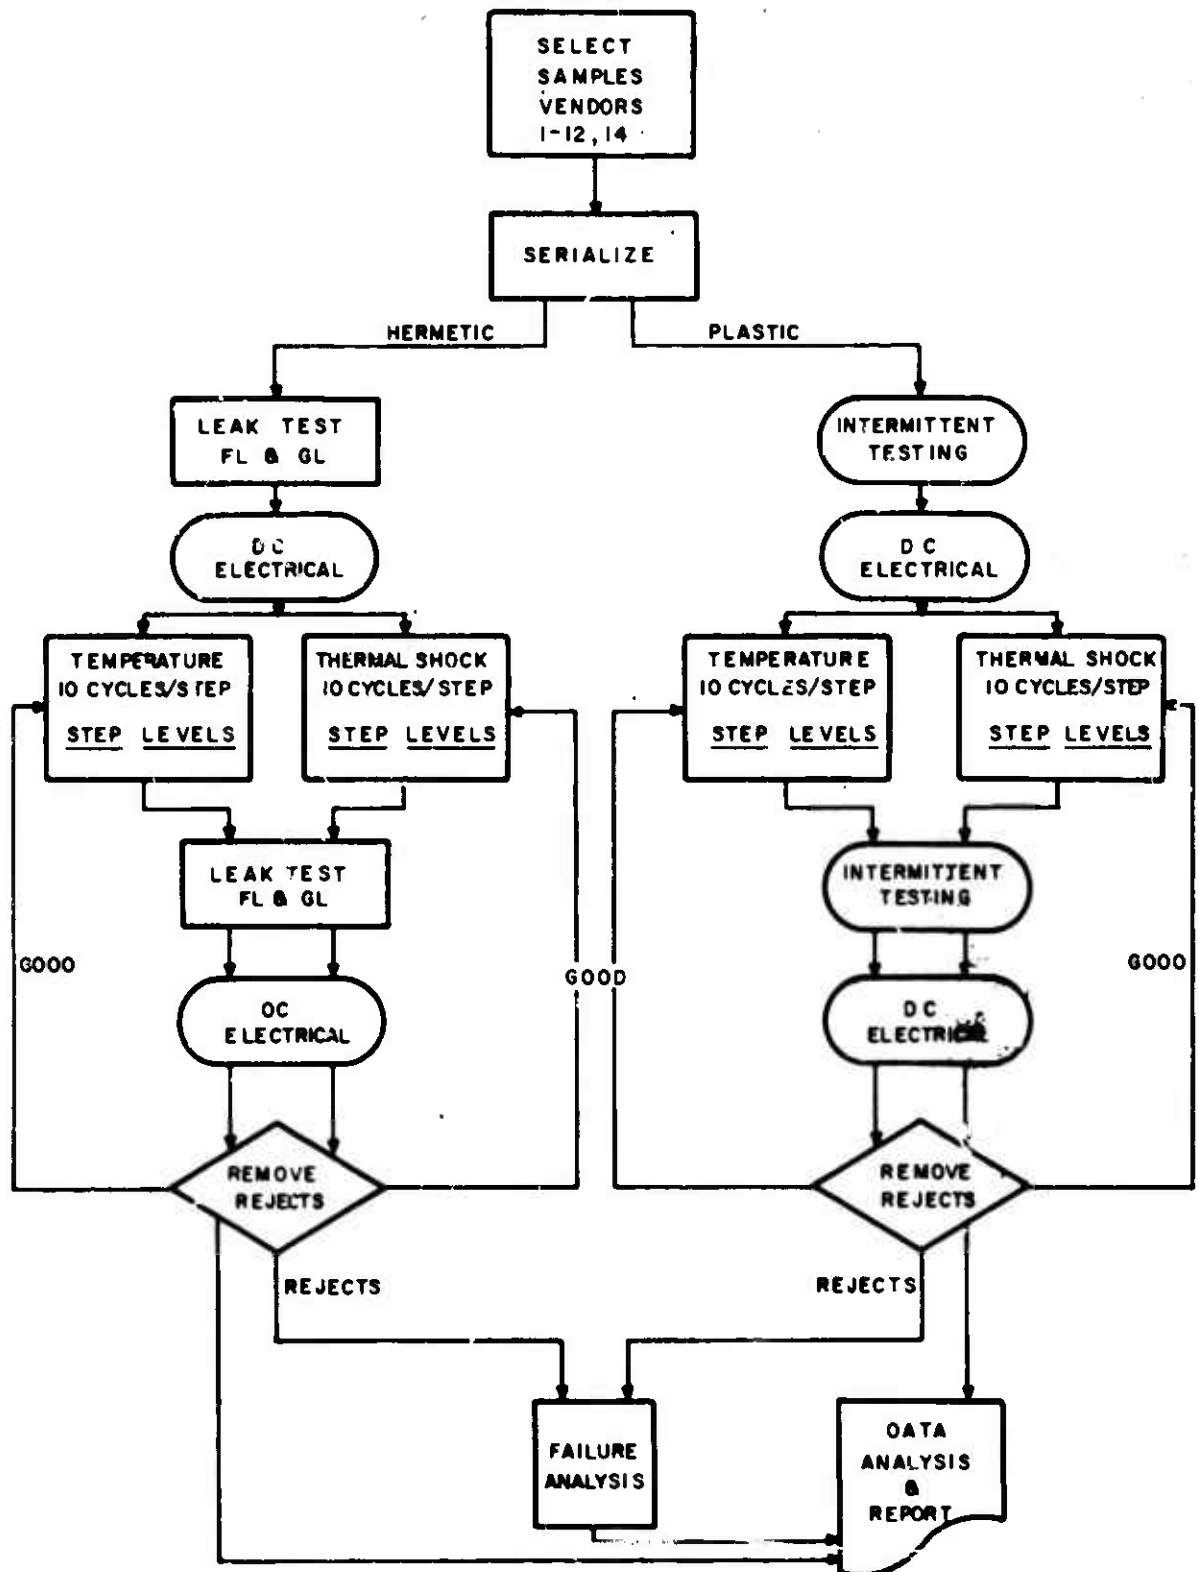 SELECT
SAMPLES
VENDORS
1-12, 14
SERIALIZE
HERMETIC
PLASTIC
LEAK TEST
FL & GL
DC
ELECTRICAL
TEMPERATURE
10 CYCLES/STEP
STEP LEVELS
THERMAL SHOCK
10 CYCLES/STEP
STEP LEVELS
LEAK TEST
FL & GL
DC
ELECTRICAL
REMOVE
REJECTS
GOOD
GOOD
REJECTS
INTERMITTENT
TESTING
DC
ELECTRICAL
TEMPERATURE
10 CYCLES/STEP
STEP LEVELS
THERMAL SHOCK
10 CYCLES/STEP
STEP LEVELS
INTERMITTENT
TESTING
DC
ELECTRICAL
REMOVE
REJECTS
GOOD
REJECTS
FAILURE
ANALYSIS
DATA
ANALYSIS
&
REPORT